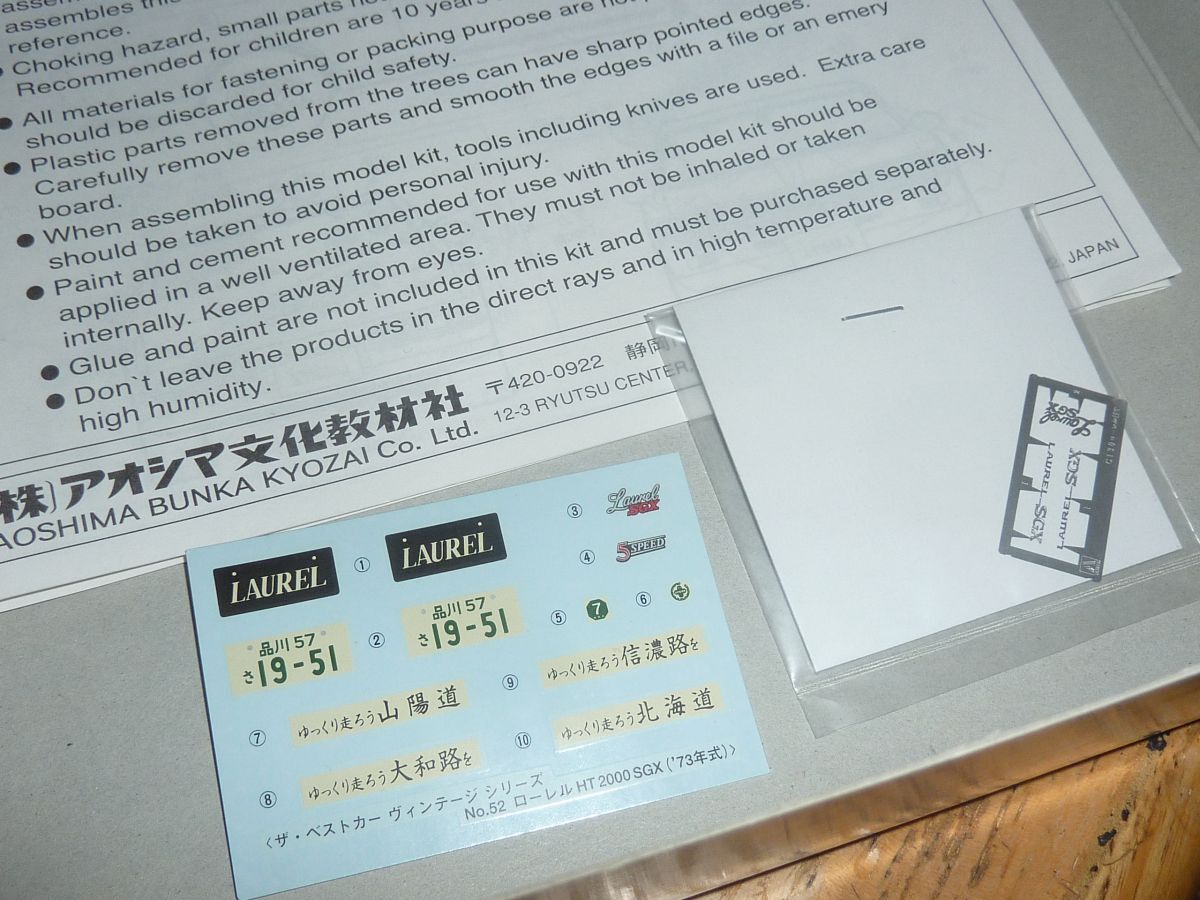 assembles this
reference.
Choking hazard, small parts
Recommended for children are 10 years
● All materials for fastening or packing purpose are not
should be discarded for child safety.
● Plastic parts removed from the trees can have sharp pointed edges.
Carefully remove these parts and smooth the edges with a file or an emery
board.
● When assembling this model kit, tools including knives are used. Extra care
should be taken to avoid personal injury.
● Paint and cement recommended for use with this model kit should be
applied in a well ventilated area. They must not be inhaled or taken
internally. Keep away from eyes.
● Glue and paint are not included in this kit and must be purchased separately.
● Don`t leave the products in the direct rays and in high temperature and
high humidity.
株)アオシマ文化教材社
〒420-0922 静岡
AOSHIMA BUNKA KYOZAI Co. Ltd.
12-3 RYUTSU CENTER,
JAPAN
LAUREL ① LAUREL
③ Laurel SGX
④ 5SPEED
品川 57
さ 19-51
②
品川 57
さ 19-51
⑤ 7 ⑥
⑦ ゆっくり走ろう山陽道
⑨ ゆっくり走ろう信濃路を
⑧ ゆっくり走ろう大和路を
⑩ ゆっくり走ろう北海道
〈ザ・ベストカー ヴィンテージ シリーズ
No.52 ローレル HT 2000 SGX ('73年式)〉
Laurel
SGX
LAUREL SGX
LAUREL SGX